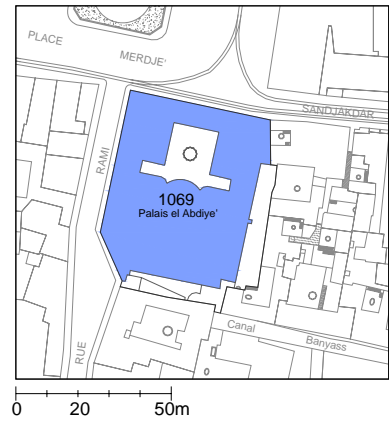 PLACE
MERDJE'
SANDJAKDAR
RAMI
1069
Palais el Abdiye'
RUE
Canal
Banyass
0 20 50m